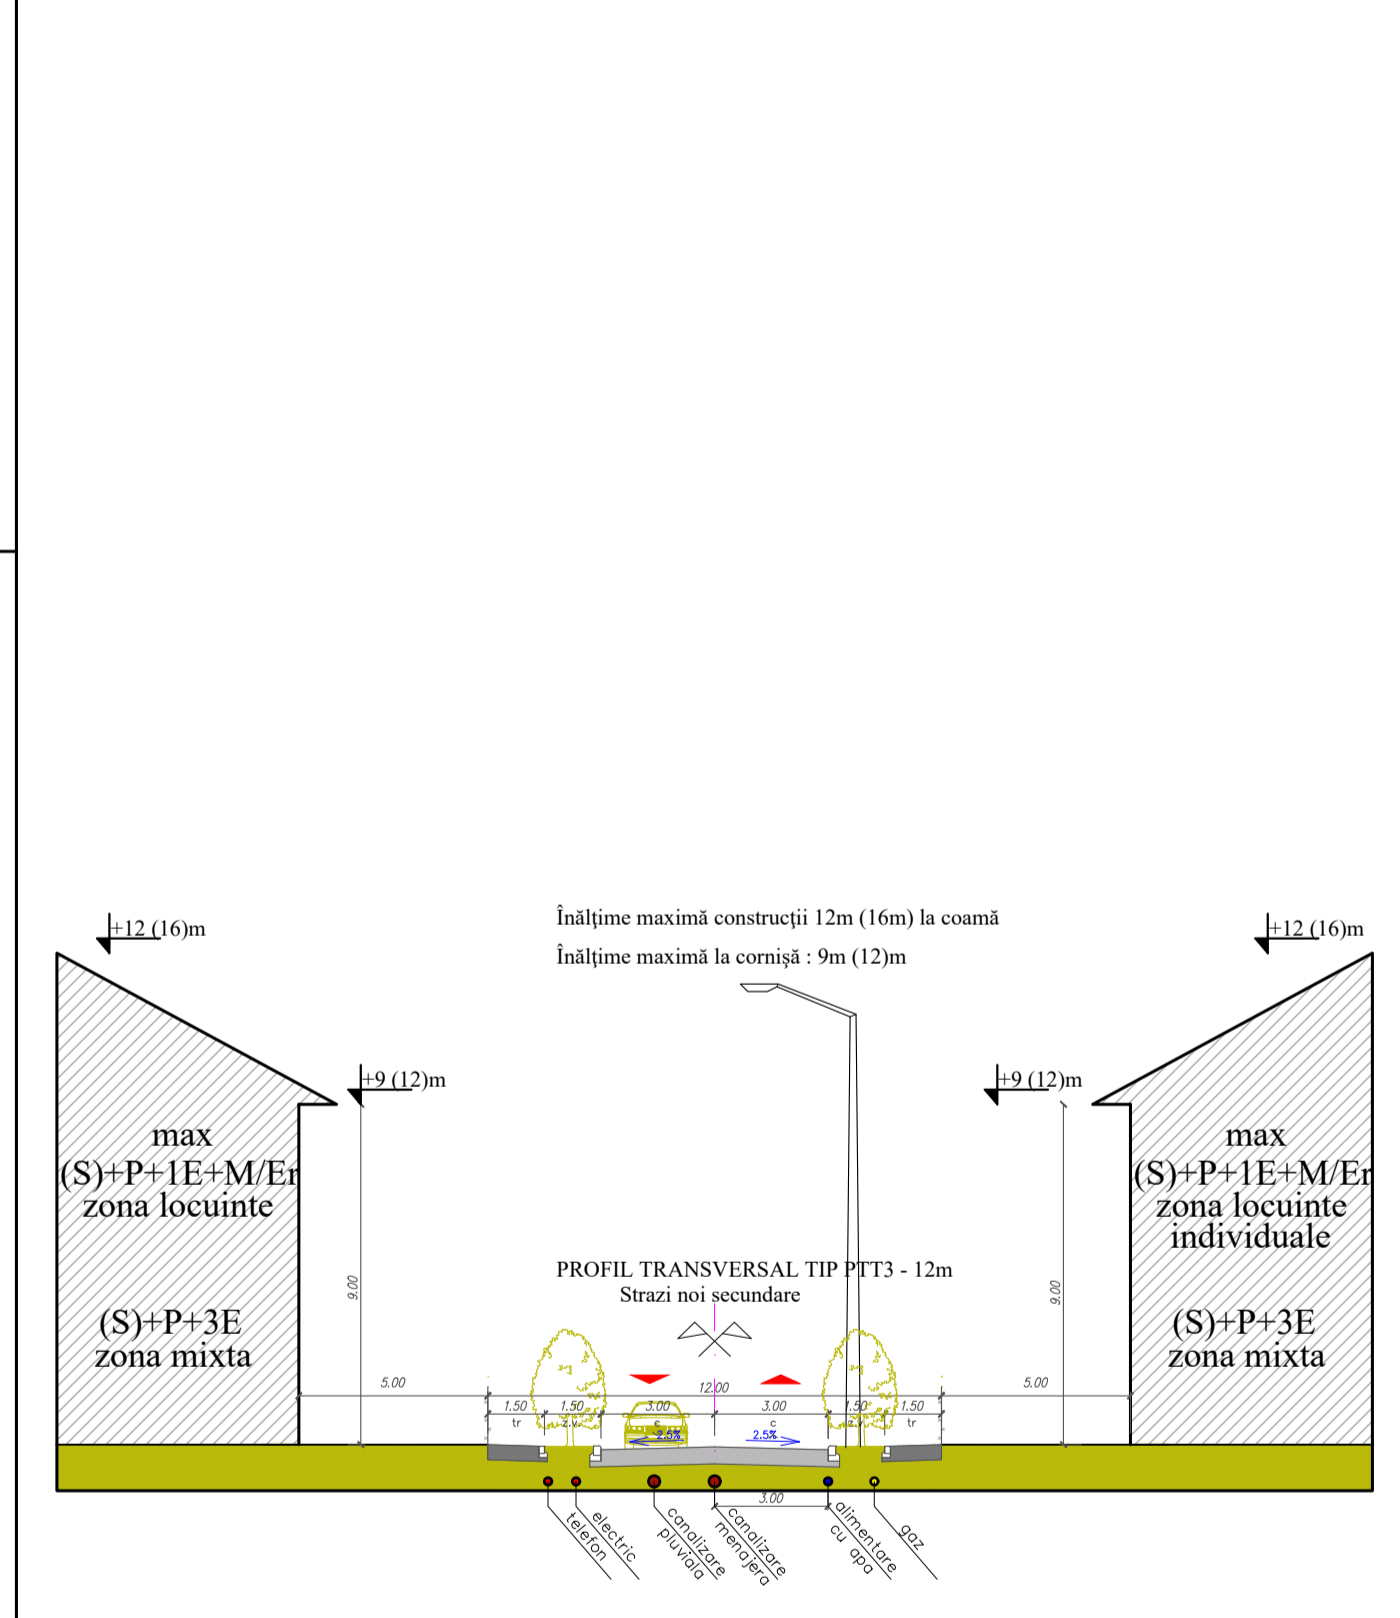 Înălţime maximă construcţii 12m (16m) la coamă
+12 (16)m
+12 (16)m
Înălţime maximă la cornişă : 9m (12)m
+9 (12)m
+9 (12)m
max
(S)+P+1E+M/Er
zona locuinte
(S)+P+3E
zona mixta
max
(S)+P+1E+M/Er
zona locuinte
individuale
(S)+P+3E
zona mixta
9.00
9.00
PROFIL TRANSVERSAL TIP PTT3 - 12m
Strazi noi secundare
5.00
12.00
5.00
1.50
1.50
3.00
3.00
1.50
1.50
tr
z.v.
c
c
z.v.
tr
2.5%
2.5%
3.00
telefon
electric
canalizare
pluviala
canalizare
menajera
alimentare
cu apa
gaz